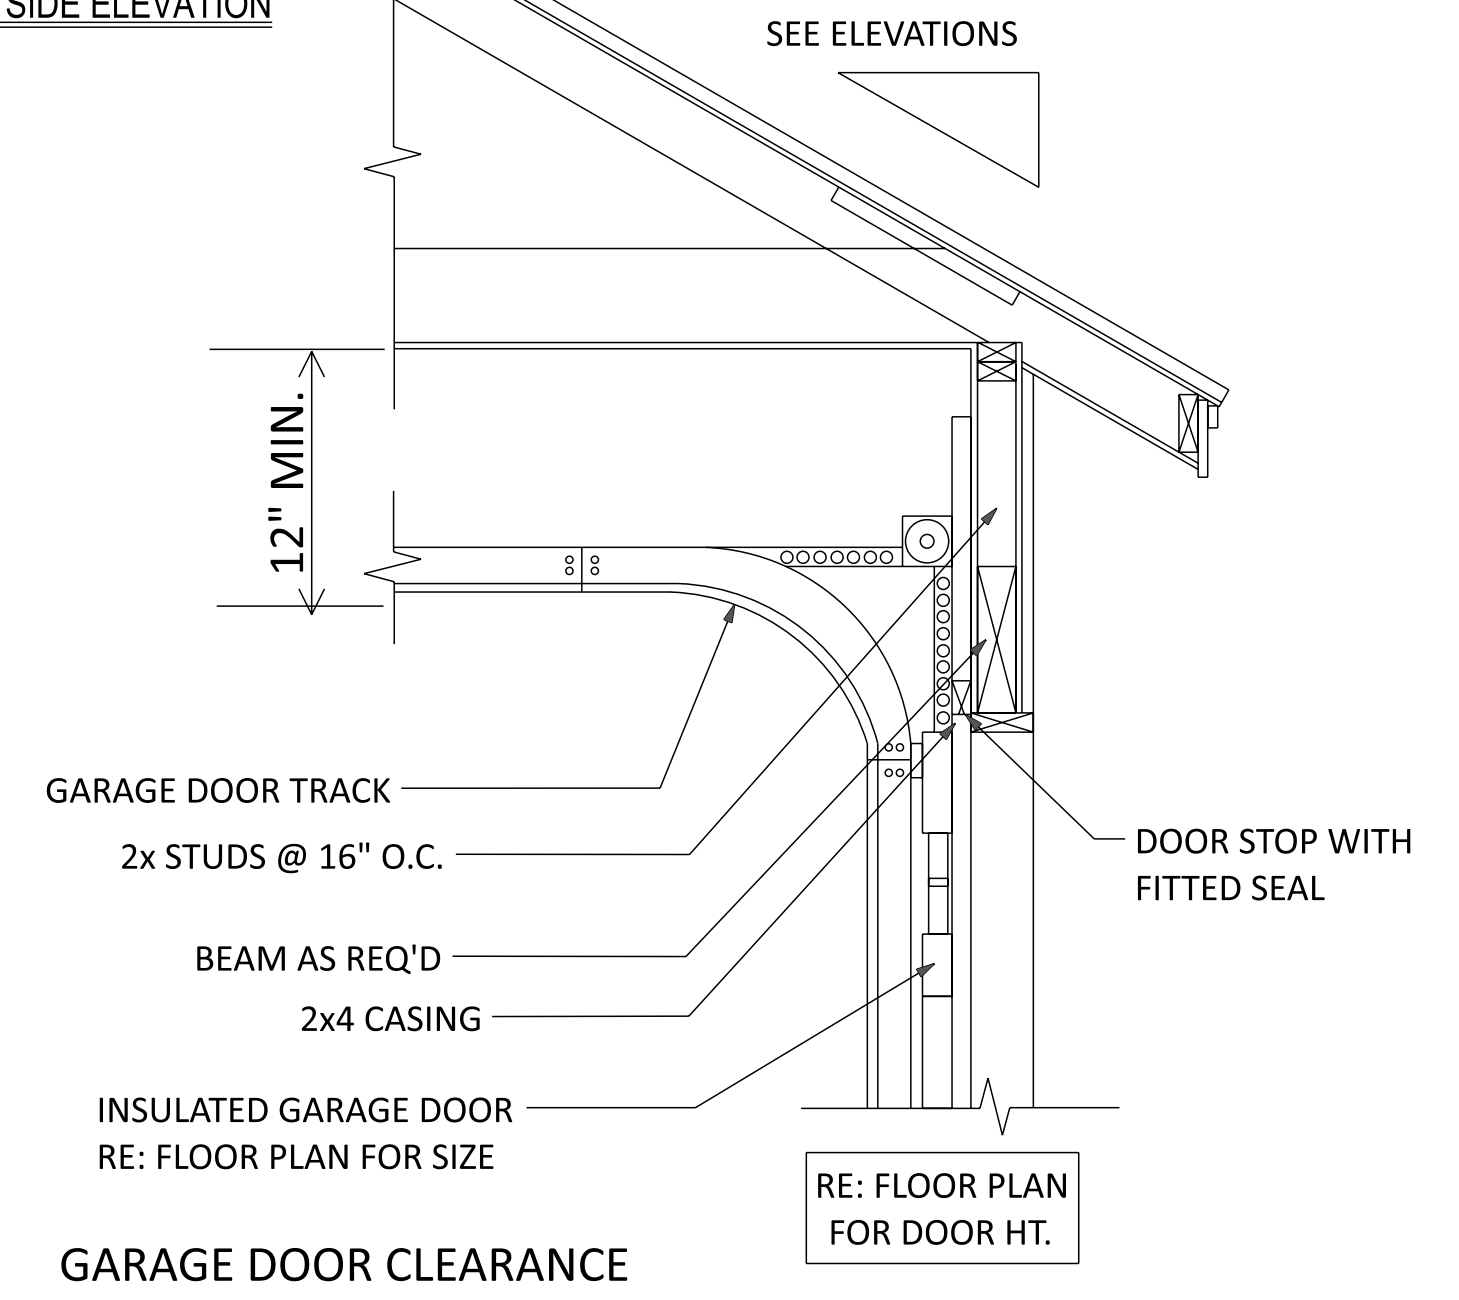 SIDE ELEVATION
SEE ELEVATIONS
12" MIN.
GARAGE DOOR TRACK
2x STUDS @ 16" O.C.
DOOR STOP WITH
FITTED SEAL
BEAM AS REQ'D
2x4 CASING
INSULATED GARAGE DOOR
RE: FLOOR PLAN FOR SIZE
RE: FLOOR PLAN
FOR DOOR HT.
GARAGE DOOR CLEARANCE